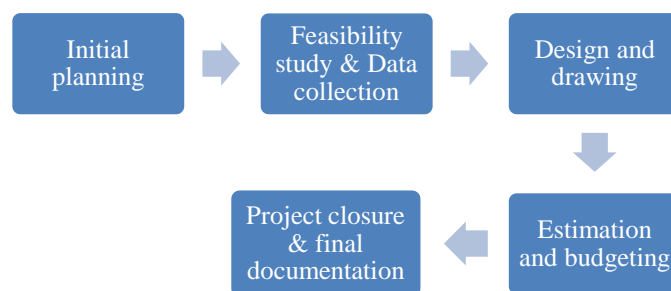 Initial
planning
Feasibility
study & Data
collection
Design and
drawing
Estimation
and budgeting
Project closure
& final
documentation